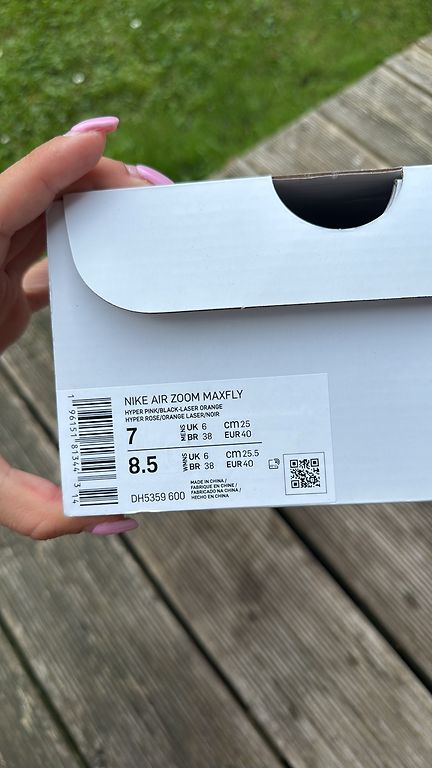 NIKE AIR ZOOM MAXFLY
HYPER PINK/BLACK-LASER ORANGE
HYPER ROSE/ORANGE LASER/NOIR
7 MENS UK 6 cm 25
BR 38 EUR 40
8.5 WMNS UK 6 cm 25.5
BR 38 EUR 40
DH5359 600
MADE IN CHINA /
FABRIQUE EN CHINE /
FABRICADO NA CHINA /
HECHO EN CHINA
1 96151 81344 3 14